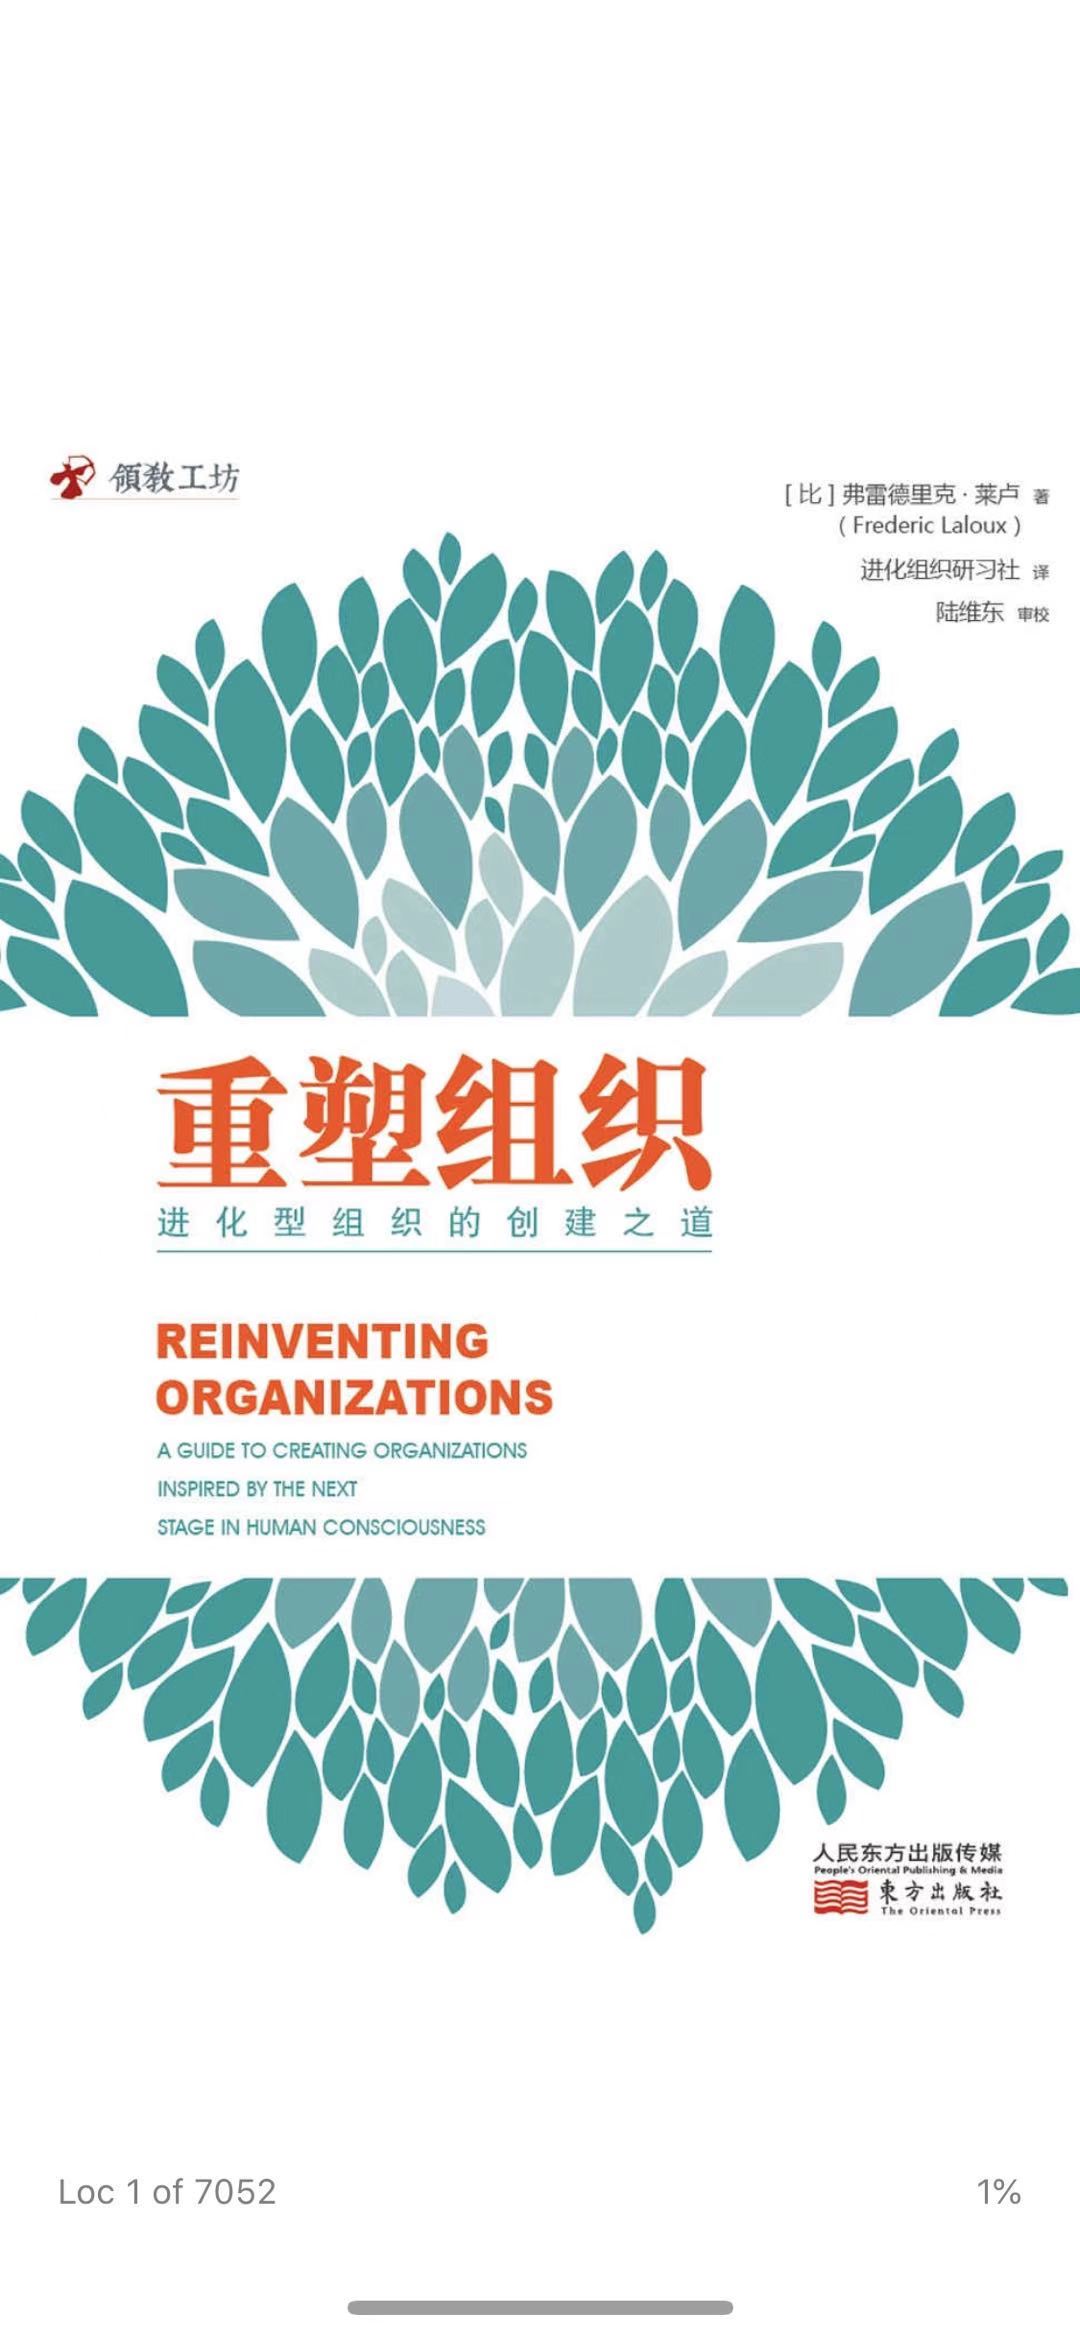 領教工坊
[ 比 ] 弗雷德里克 · 莱卢 著
( Frederic Laloux )
进化组织研习社 译
陆维东 审校
重塑组织
进化型组织的创建之道
REINVENTING
ORGANIZATIONS
A GUIDE TO CREATING ORGANIZATIONS
INSPIRED BY THE NEXT
STAGE IN HUMAN CONSCIOUSNESS
人民东方出版传媒
People's Oriental Publishing & Media
東方出版社
The Oriental Press
Loc 1 of 7052
1%